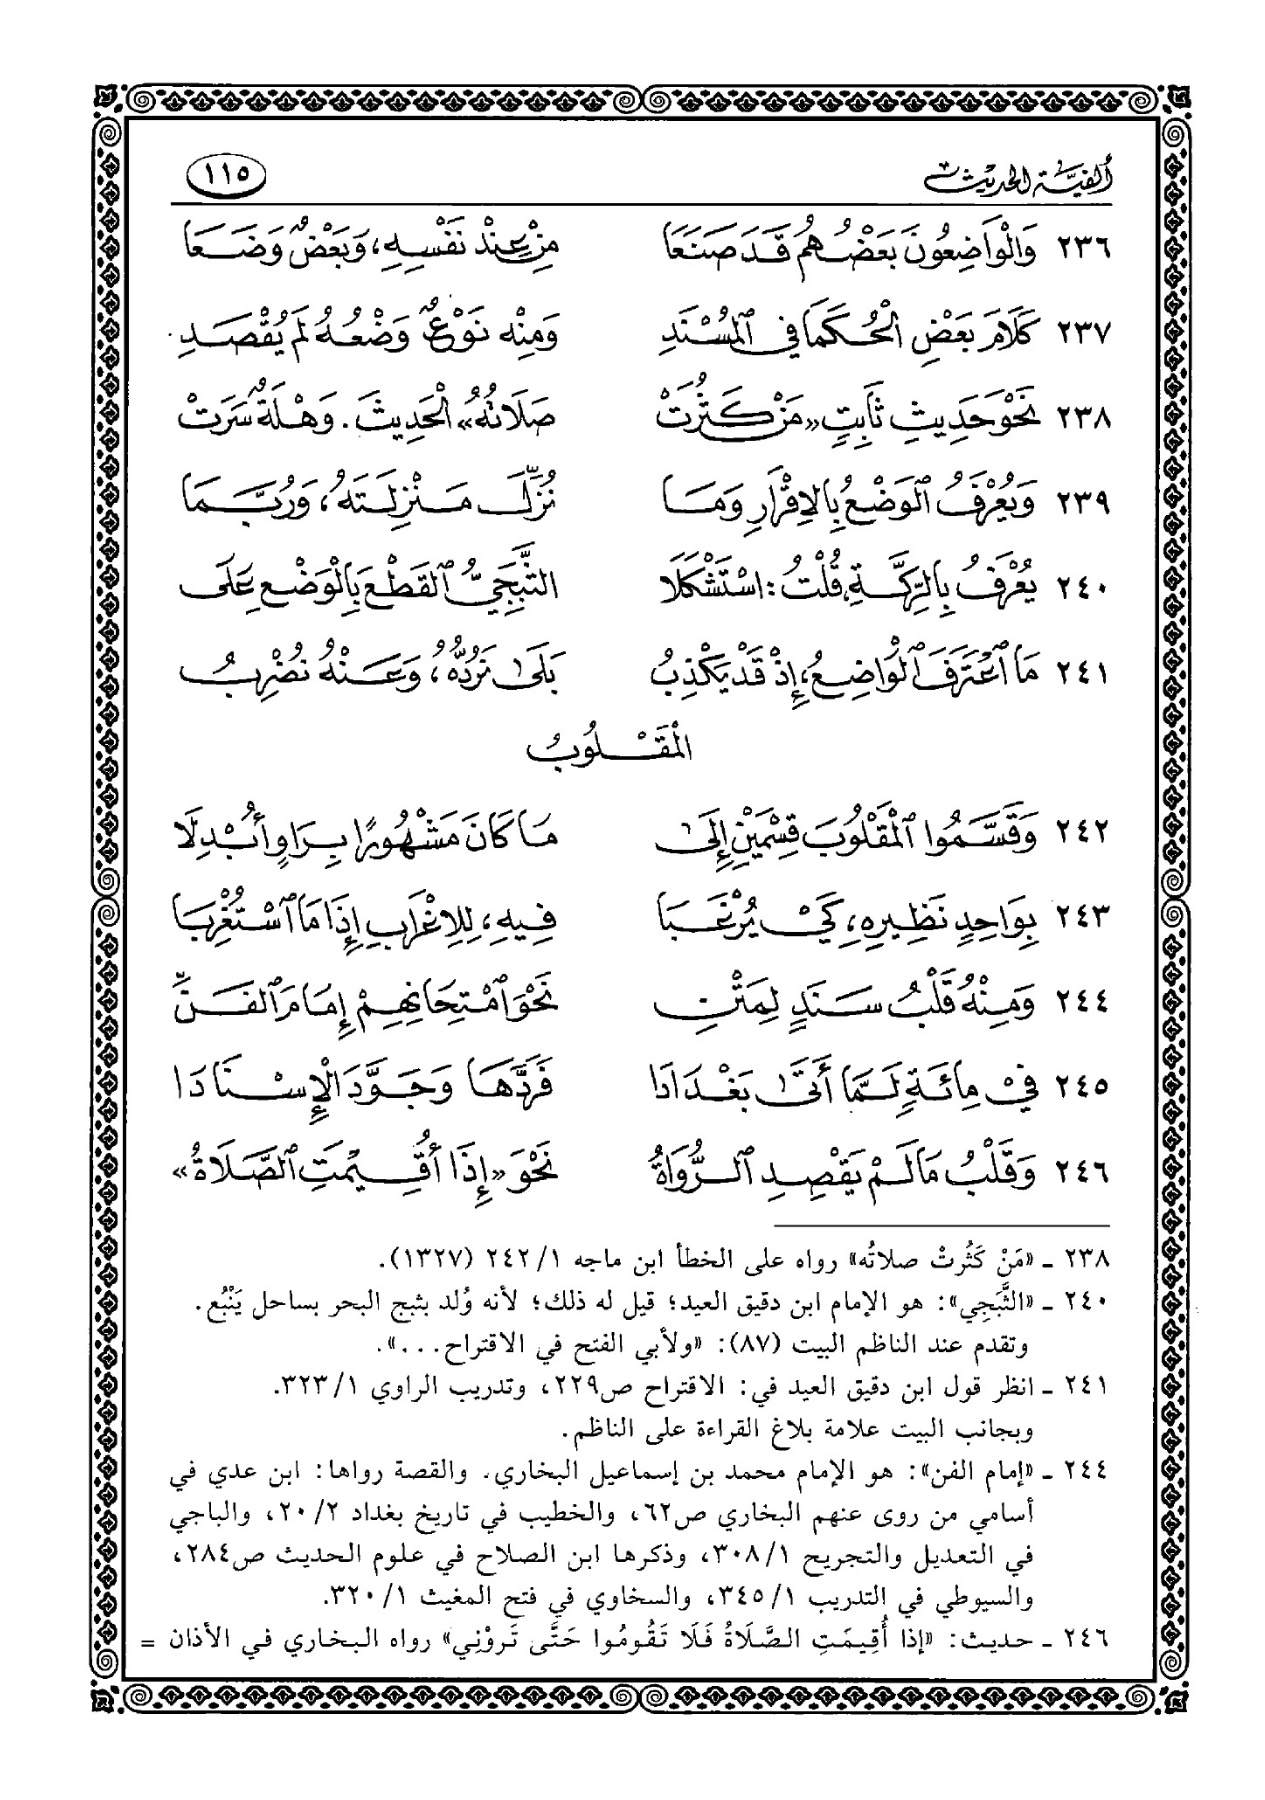 ألفية الحديث ١١٥
٢٣٦ وَالْوَاضِعُونَ بَعْضُهُمْ قَدْ صَنَعَا مِنْ عِنْدِ نَفْسِهِ، وَبَعْضٌ وَضَعَا
٢٣٧ كَلَامَ بَعْضِ الْحُكَمَا فِي الْمُسْنَدِ وَمِنْهُ نَوْعٌ وَضْعُهُ لَمْ يُقْصَدِ
٢٣٨ نَحْوَ حَدِيثِ ثَابِتٍ «مَنْ كَثُرَتْ صَلَاتُهُ» الْحَدِيثَ. وَهْلَةٌ سَرَتْ
٢٣٩ وَيُعْرَفُ الْوَضْعُ بِالِاقْرَارِ وَمَا نُزِّلَ مَنْزِلَتَهُ، وَرُبَّمَا
٢٤٠ يُعْرَفُ بِالرِّكَّةِ، قُلْتُ: اسْتَشْكَلَا الثَّبَجِيُّ الْقَطْعَ بِالْوَضْعِ عَلَى
٢٤١ مَا اعْتَرَفَ الْوَاضِعُ، إِذْ قَدْ يَكْذِبُ بَلَى نَرُدُّهُ، وَعَنْهُ نُضْرِبُ
الْمَقْلُوبُ
٢٤٢ وَقَسَّمُوا الْمَقْلُوبَ قِسْمَيْنِ إِلَى مَا كَانَ مَشْهُورًا بِرَاوٍ أُبْدِلَا
٢٤٣ بِوَاحِدٍ نَظِيرِهِ، كَيْ يُرْغَبَا فِيهِ، لِلِاغْرَابِ إِذَا مَا اسْتُغْرِبَا
٢٤٤ وَمِنْهُ قَلْبُ سَنَدٍ لِمَتْنِ نَحْوَ امْتِحَانِهِمْ إِمَامَ الْفَنِّ
٢٤٥ فِي مِائَةٍ لَمَّا أَتَى بَغْدَادَا فَرَدَّهَا وَجَوَّدَ الْإِسْنَادَا
٢٤٦ وَقَلْبُ مَا لَمْ يَقْصِدِ الرُّوَاةُ نَحْوَ «إِذَا أُقِيمَتِ الصَّلَاةُ»
٢٣٨ ـ «مَنْ كَثُرتْ صلاتُه» رواه على الخطأ ابن ماجه ١/ ٢٤٢ (١٣٢٧).
٢٤٠ ـ «الثَّبَجِي»: هو الإمام ابن دقيق العيد؛ قيل له ذلك؛ لأنه وُلد بثبج البحر بساحل يَنْبُع.
وتقدم عند الناظم البيت (٨٧): «ولأبي الفتح في الاقتراح...».
٢٤١ ـ انظر قول ابن دقيق العيد في: الاقتراح ص٢٢٩، وتدريب الراوي ١/ ٣٢٣.
وبجانب البيت علامة بلاغ القراءة على الناظم.
٢٤٤ ـ «إمام الفن»: هو الإمام محمد بن إسماعيل البخاري. والقصة رواها: ابن عدي في
أسامي من روى عنهم البخاري ص٦٢، والخطيب في تاريخ بغداد ٢/ ٢٠، والباجي
في التعديل والتجريح ١/ ٣٠٨، وذكرها ابن الصلاح في علوم الحديث ص٢٨٤،
والسيوطي في التدريب ١/ ٣٤٥، والسخاوي في فتح المغيث ١/ ٣٢٠.
٢٤٦ ـ حديث: «إذا أُقِيمَتِ الصَّلَاةُ فَلَا تَقُومُوا حَتَّى تَروْنِي» رواه البخاري في الأذان =